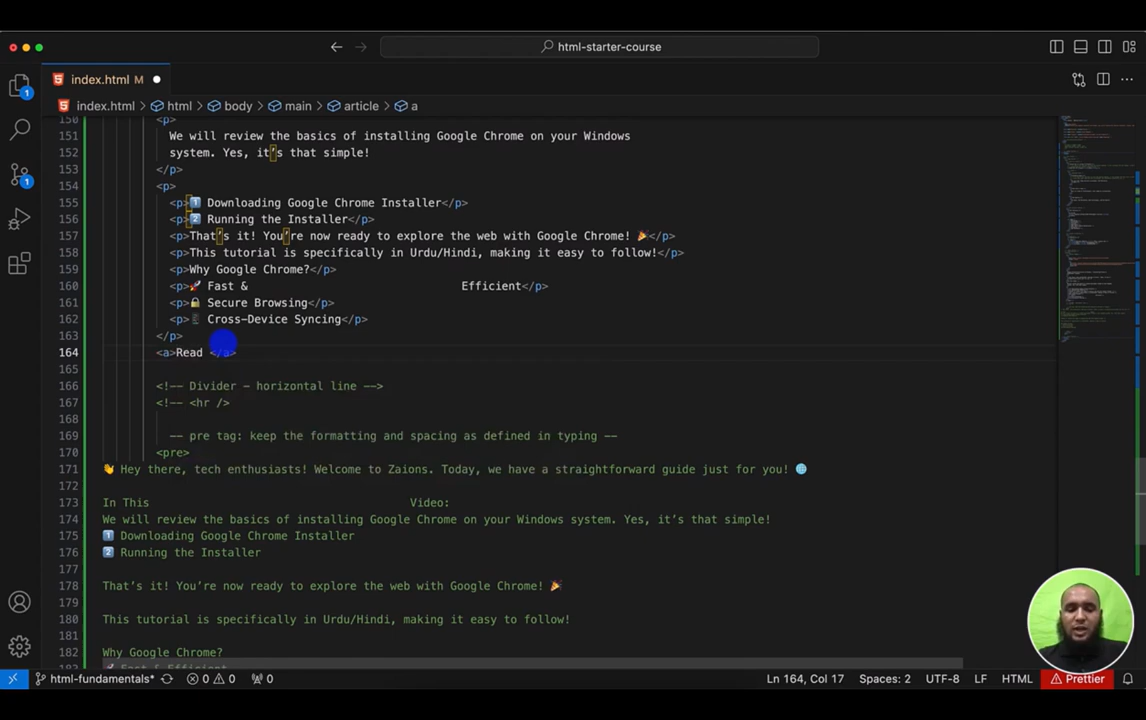 html-starter-course
index.html M
index.html > html > body > main > article > a
150 <p>
151 We will review the basics of installing Google Chrome on your Windows
152 system. Yes, it’s that simple!
153 </p>
154 <p>
155 <p>1️⃣ Downloading Google Chrome Installer</p>
156 <p>2️⃣ Running the Installer</p>
157 <p>That’s it! You’re now ready to explore the web with Google Chrome! 🎉</p>
158 <p>This tutorial is specifically in Urdu/Hindi, making it easy to follow!</p>
159 <p>Why Google Chrome?</p>
160 <p>🚀 Fast & Efficient</p>
161 <p>🔒 Secure Browsing</p>
162 <p>📱 Cross-Device Syncing</p>
163 </p>
164 <a>Read </a>
165
166 <!-- Divider - horizontal line -->
167 <!-- <hr />
168
169 -- pre tag: keep the formatting and spacing as defined in typing --
170 <pre>
171 👋 Hey there, tech enthusiasts! Welcome to Zaions. Today, we have a straightforward guide just for you! 🌐
172
173 In This Video:
174 We will review the basics of installing Google Chrome on your Windows system. Yes, it’s that simple!
175 1️⃣ Downloading Google Chrome Installer
176 2️⃣ Running the Installer
177
178 That’s it! You’re now ready to explore the web with Google Chrome! 🎉
179
180 This tutorial is specifically in Urdu/Hindi, making it easy to follow!
181
182 Why Google Chrome?
183 🚀 Fast & Efficient
html-fundamentals* 0 0 0 Ln 164, Col 17 Spaces: 2 UTF-8 LF HTML Prettier